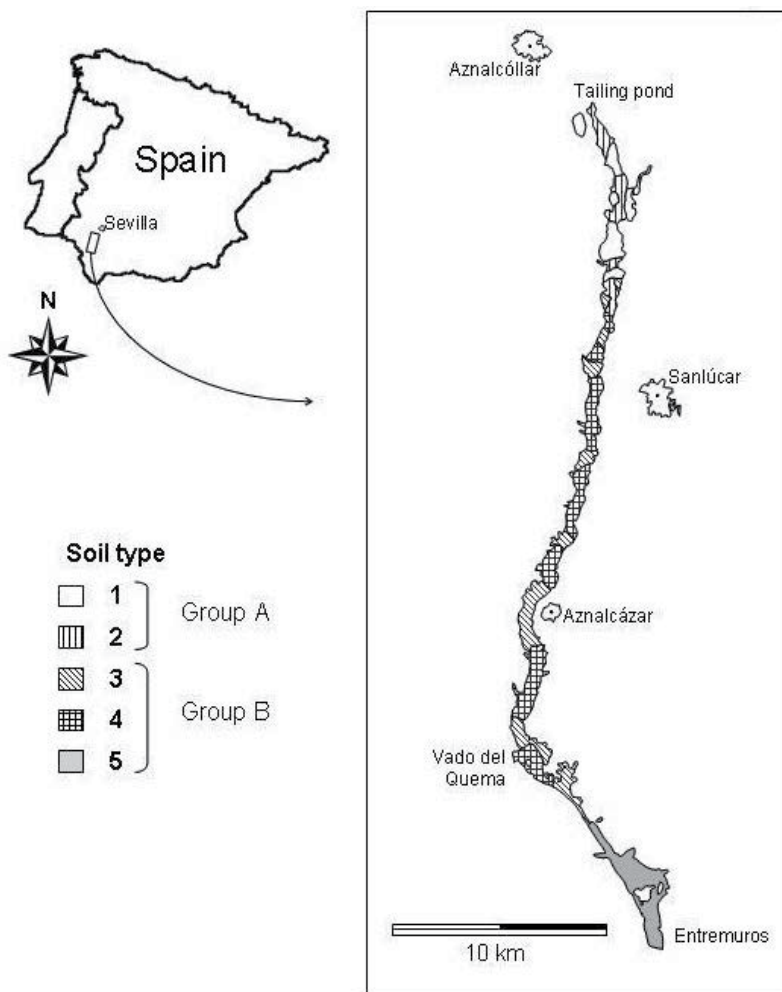 Spain
Sevilla
N
Soil type
1
2
Group A
3
4
5
Group B
Aznalcóllar
Tailing pond
Sanlúcar
Aznalcázar
Vado del
Quema
Entremuros
10 km